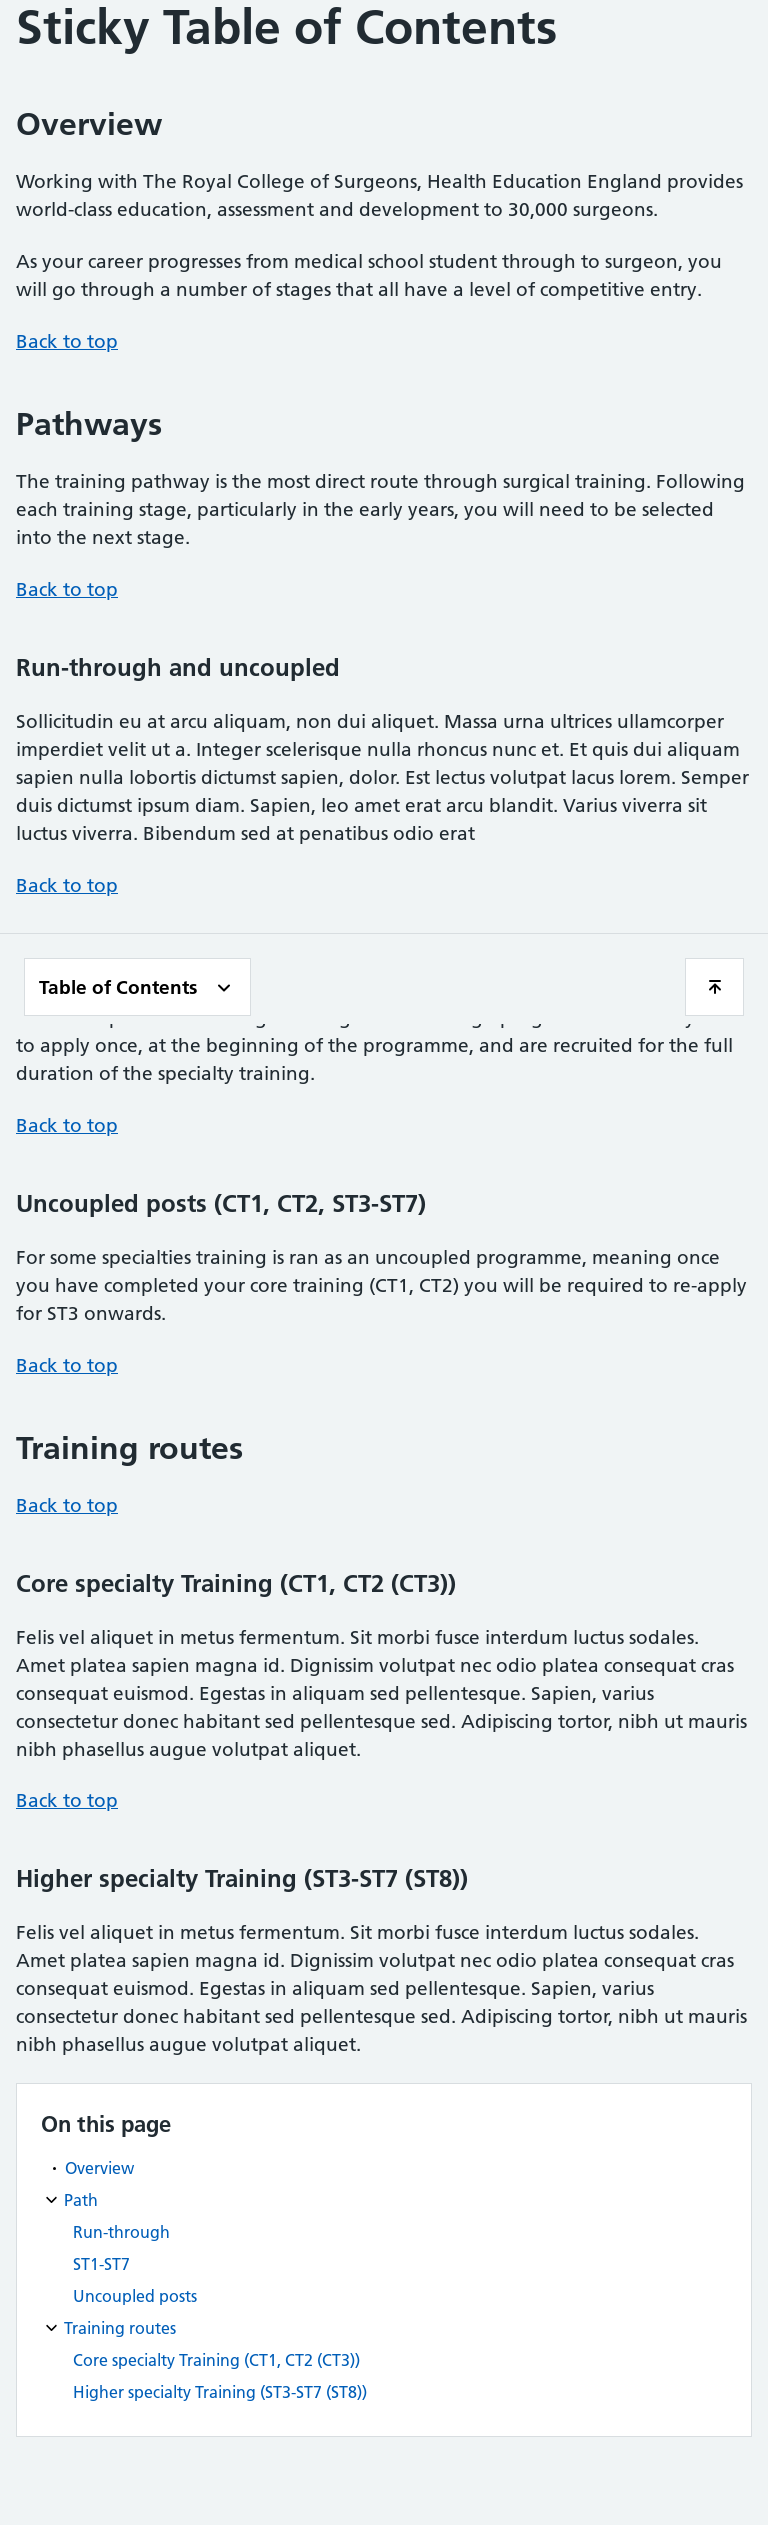 Sticky Table of Contents
Overview
Working with The Royal College of Surgeons, Health Education England provides
world-class education, assessment and development to 30,000 surgeons.
As your career progresses from medical school student through to surgeon, you
will go through a number of stages that all have a level of competitive entry.
Back to top
Pathways
The training pathway is the most direct route through surgical training. Following
each training stage, particularly in the early years, you will need to be selected
into the next stage.
Back to top
Run-through and uncoupled
Sollicitudin eu at arcu aliquam, non dui aliquet. Massa urna ultrices ullamcorper
imperdiet velit ut a. Integer scelerisque nulla rhoncus nunc et. Et quis dui aliquam
sapien nulla lobortis dictumst sapien, dolor. Est lectus volutpat lacus lorem. Semper
duis dictumst ipsum diam. Sapien, leo amet erat arcu blandit. Varius viverra sit
luctus viverra. Bibendum sed at penatibus odio erat
Back to top
Table of Contents
to apply once, at the beginning of the programme, and are recruited for the full
duration of the specialty training.
Back to top
Uncoupled posts (CT1, CT2, ST3-ST7)
For some specialties training is ran as an uncoupled programme, meaning once
you have completed your core training (CT1, CT2) you will be required to re-apply
for ST3 onwards.
Back to top
Training routes
Back to top
Core specialty Training (CT1, CT2 (CT3))
Felis vel aliquet in metus fermentum. Sit morbi fusce interdum luctus sodales.
Amet platea sapien magna id. Dignissim volutpat nec odio platea consequat cras
consequat euismod. Egestas in aliquam sed pellentesque. Sapien, varius
consectetur donec habitant sed pellentesque sed. Adipiscing tortor, nibh ut mauris
nibh phasellus augue volutpat aliquet.
Back to top
Higher specialty Training (ST3-ST7 (ST8))
Felis vel aliquet in metus fermentum. Sit morbi fusce interdum luctus sodales.
Amet platea sapien magna id. Dignissim volutpat nec odio platea consequat cras
consequat euismod. Egestas in aliquam sed pellentesque. Sapien, varius
consectetur donec habitant sed pellentesque sed. Adipiscing tortor, nibh ut mauris
nibh phasellus augue volutpat aliquet.
On this page
Overview
Path
Run-through
ST1-ST7
Uncoupled posts
Training routes
Core specialty Training (CT1, CT2 (CT3))
Higher specialty Training (ST3-ST7 (ST8))